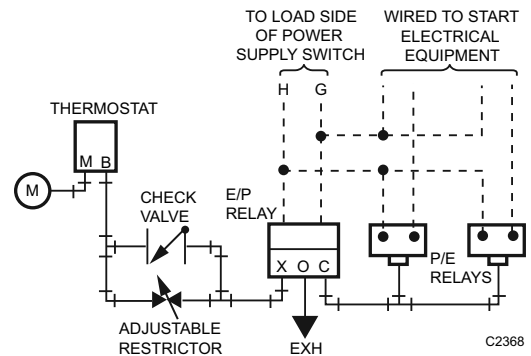 TO LOAD SIDE
OF POWER
SUPPLY SWITCH
WIRED TO START
ELECTRICAL
EQUIPMENT
H G
THERMOSTAT
M B
M
CHECK
VALVE
E/P
RELAY
X O C
P/E
RELAYS
ADJUSTABLE
RESTRICTOR
EXH
C2368